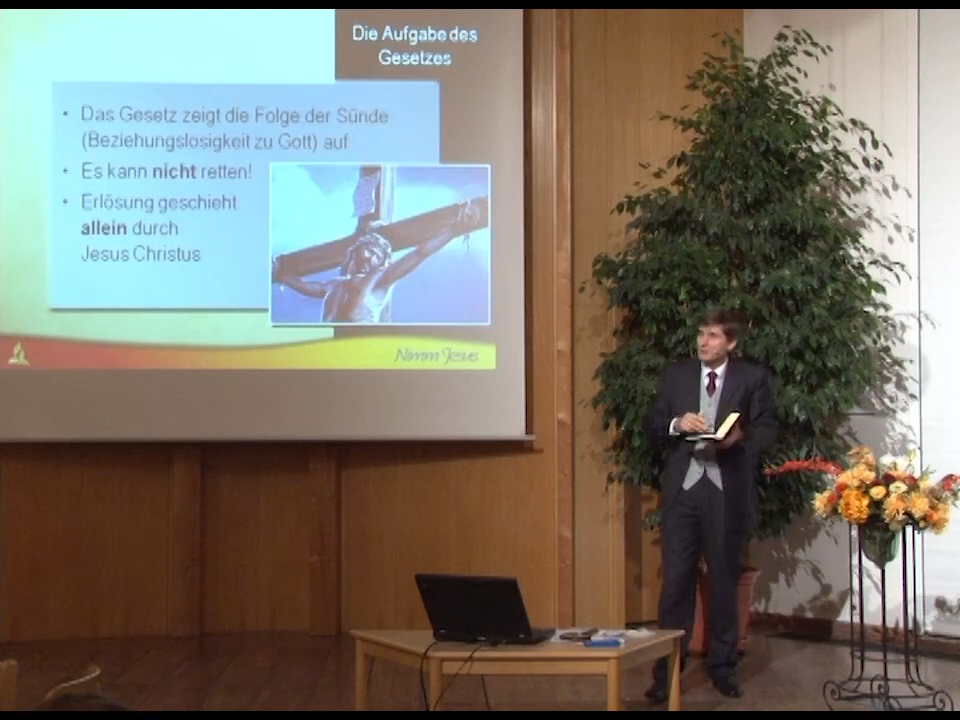 Die Aufgabe des
Gesetzes
• Das Gesetz zeigt die Folge der Sünde
(Beziehungslosigkeit zu Gott) auf
• Es kann nicht retten!
• Erlösung geschieht
allein durch
Jesus Christus
Nimm Jesus